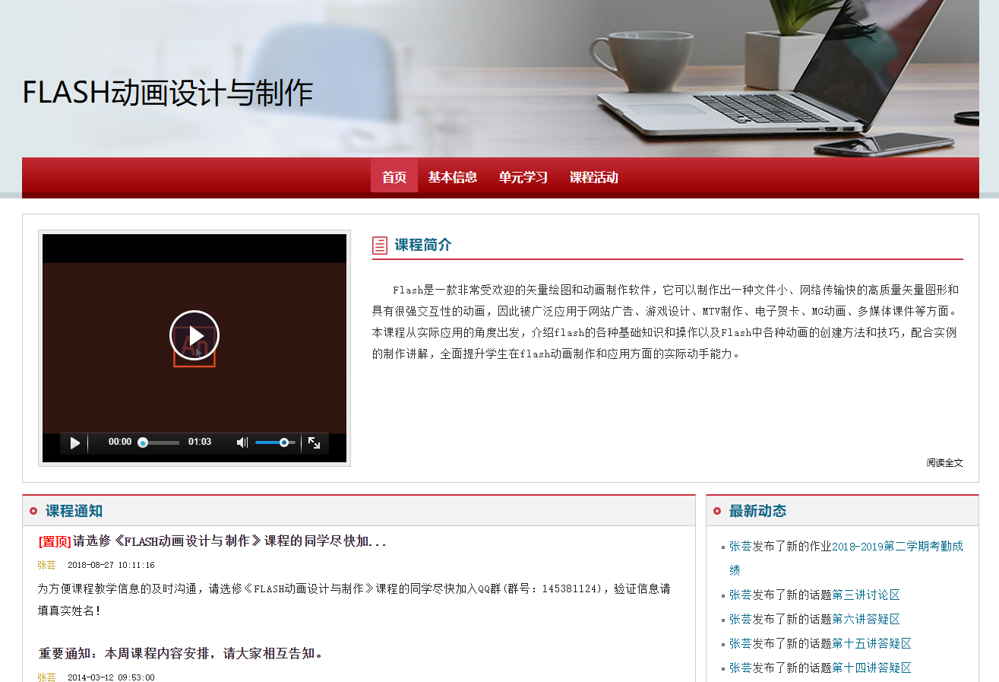 FLASH动画设计与制作
首页 基本信息 单元学习 课程活动
An
00:00 01:03
课程简介
Flash是一款非常受欢迎的矢量绘图和动画制作软件，它可以制作出一种文件小、网络传输快的高质量矢量图形和
具有很强交互性的动画，因此被广泛应用于网站广告、游戏设计、MTV制作、电子贺卡、MG动画、多媒体课件等方面。
本课程从实际应用的角度出发，介绍flash的各种基础知识和操作以及Flash中各种动画的创建方法和技巧，配合实例
的制作讲解，全面提升学生在flash动画制作和应用方面的实际动手能力。
阅读全文
课程通知
[置顶]请选修《FLASH动画设计与制作》课程的同学尽快加...
张芸 2018-08-27 10:11:16
为方便课程教学信息的及时沟通，请选修《FLASH动画设计与制作》课程的同学尽快加入QQ群(群号：145381124)，验证信息请
填真实姓名！
重要通知：本周课程内容安排，请大家相互告知。
张芸 2014-03-12 09:53:00
最新动态
张芸发布了新的作业2018-2019第二学期考勤成
绩
张芸发布了新的话题第三讲讨论区
张芸发布了新的话题第六讲答疑区
张芸发布了新的话题第十五讲答疑区
张芸发布了新的话题第十四讲答疑区